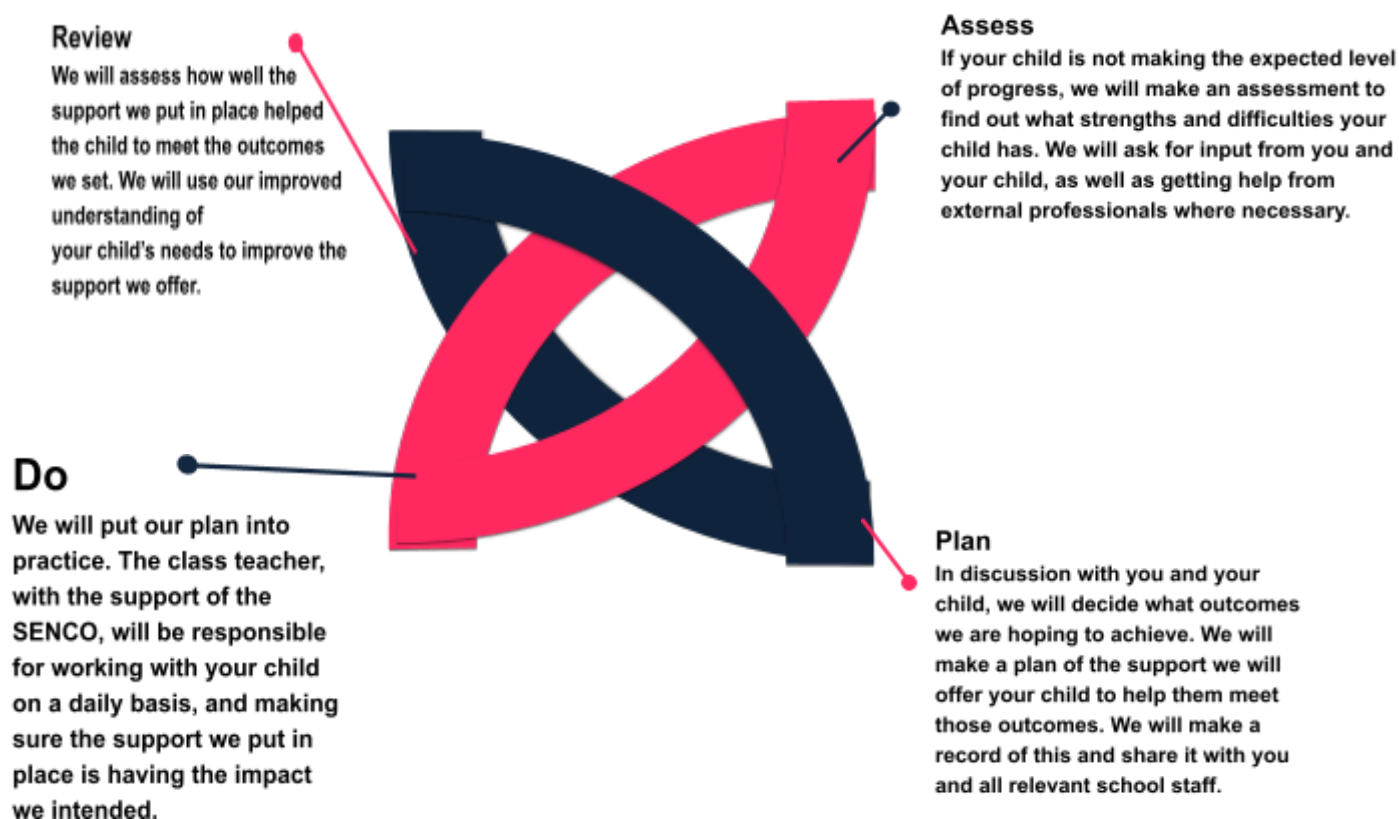 Review
We will assess how well the
support we put in place helped
the child to meet the outcomes
we set. We will use our improved
understanding of
your child's needs to improve the
support we offer.
Assess
If your child is not making the expected level
of progress, we will make an assessment to
find out what strengths and difficulties your
child has. We will ask for input from you and
your child, as well as getting help from
external professionals where necessary.
Do
We will put our plan into
practice. The class teacher,
with the support of the
SENCO, will be responsible
for working with your child
on a daily basis, and making
sure the support we put in
place is having the impact
we intended.
Plan
In discussion with you and your
child, we will decide what outcomes
we are hoping to achieve. We will
make a plan of the support we will
offer your child to help them meet
those outcomes. We will make a
record of this and share it with you
and all relevant school staff.